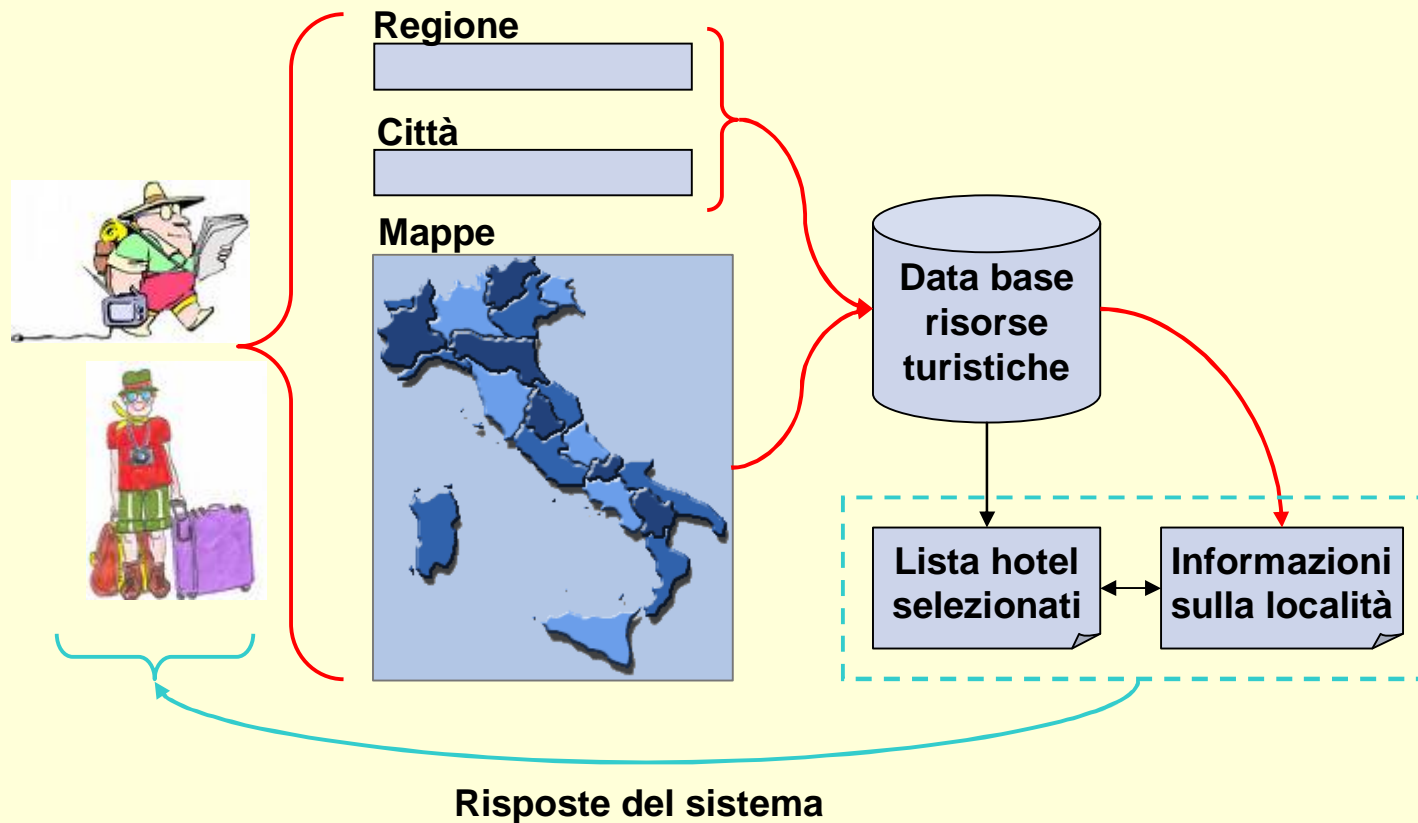 Regione
Città
Mappe
Data base
risorse
turistiche
Lista hotel
selezionati
Informazioni
sulla località
Risposte del sistema